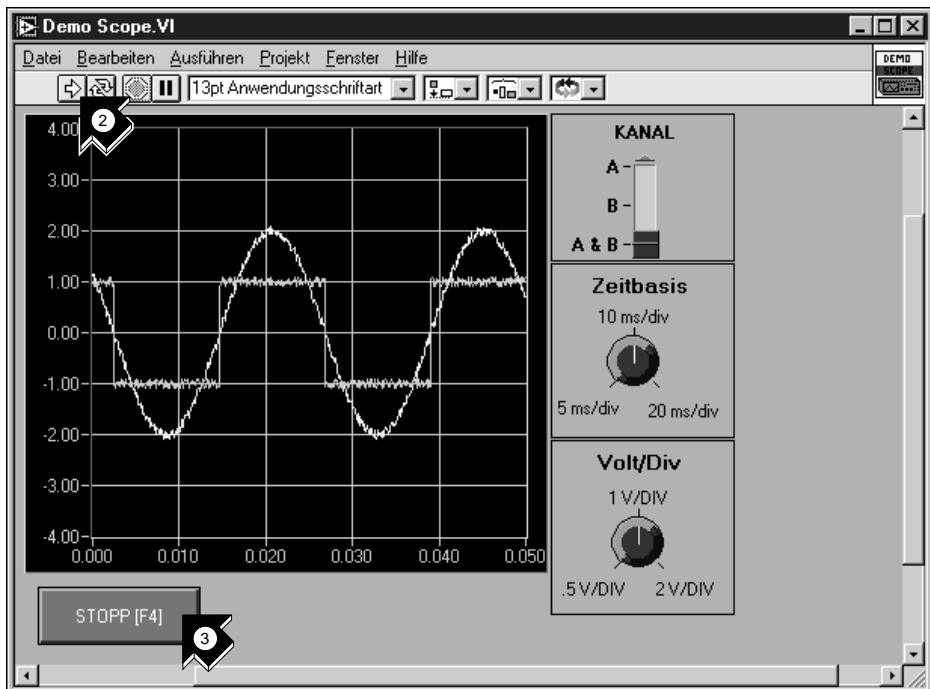 Demo Scope.VI
Datei Bearbeiten Ausführen Projekt Fenster Hilfe
DEMO
SCOPE
13pt Anwendungsschriftart
2
4.00
3.00
2.00
1.00
0.00
-1.00
-2.00
-3.00
-4.00
0.000 0.010 0.020 0.030 0.040 0.050
KANAL
A
B
A & B
Zeitbasis
10 ms/div
5 ms/div 20 ms/div
Volt/Div
1 V/DIV
.5 V/DIV 2 V/DIV
STOPP [F4]
3